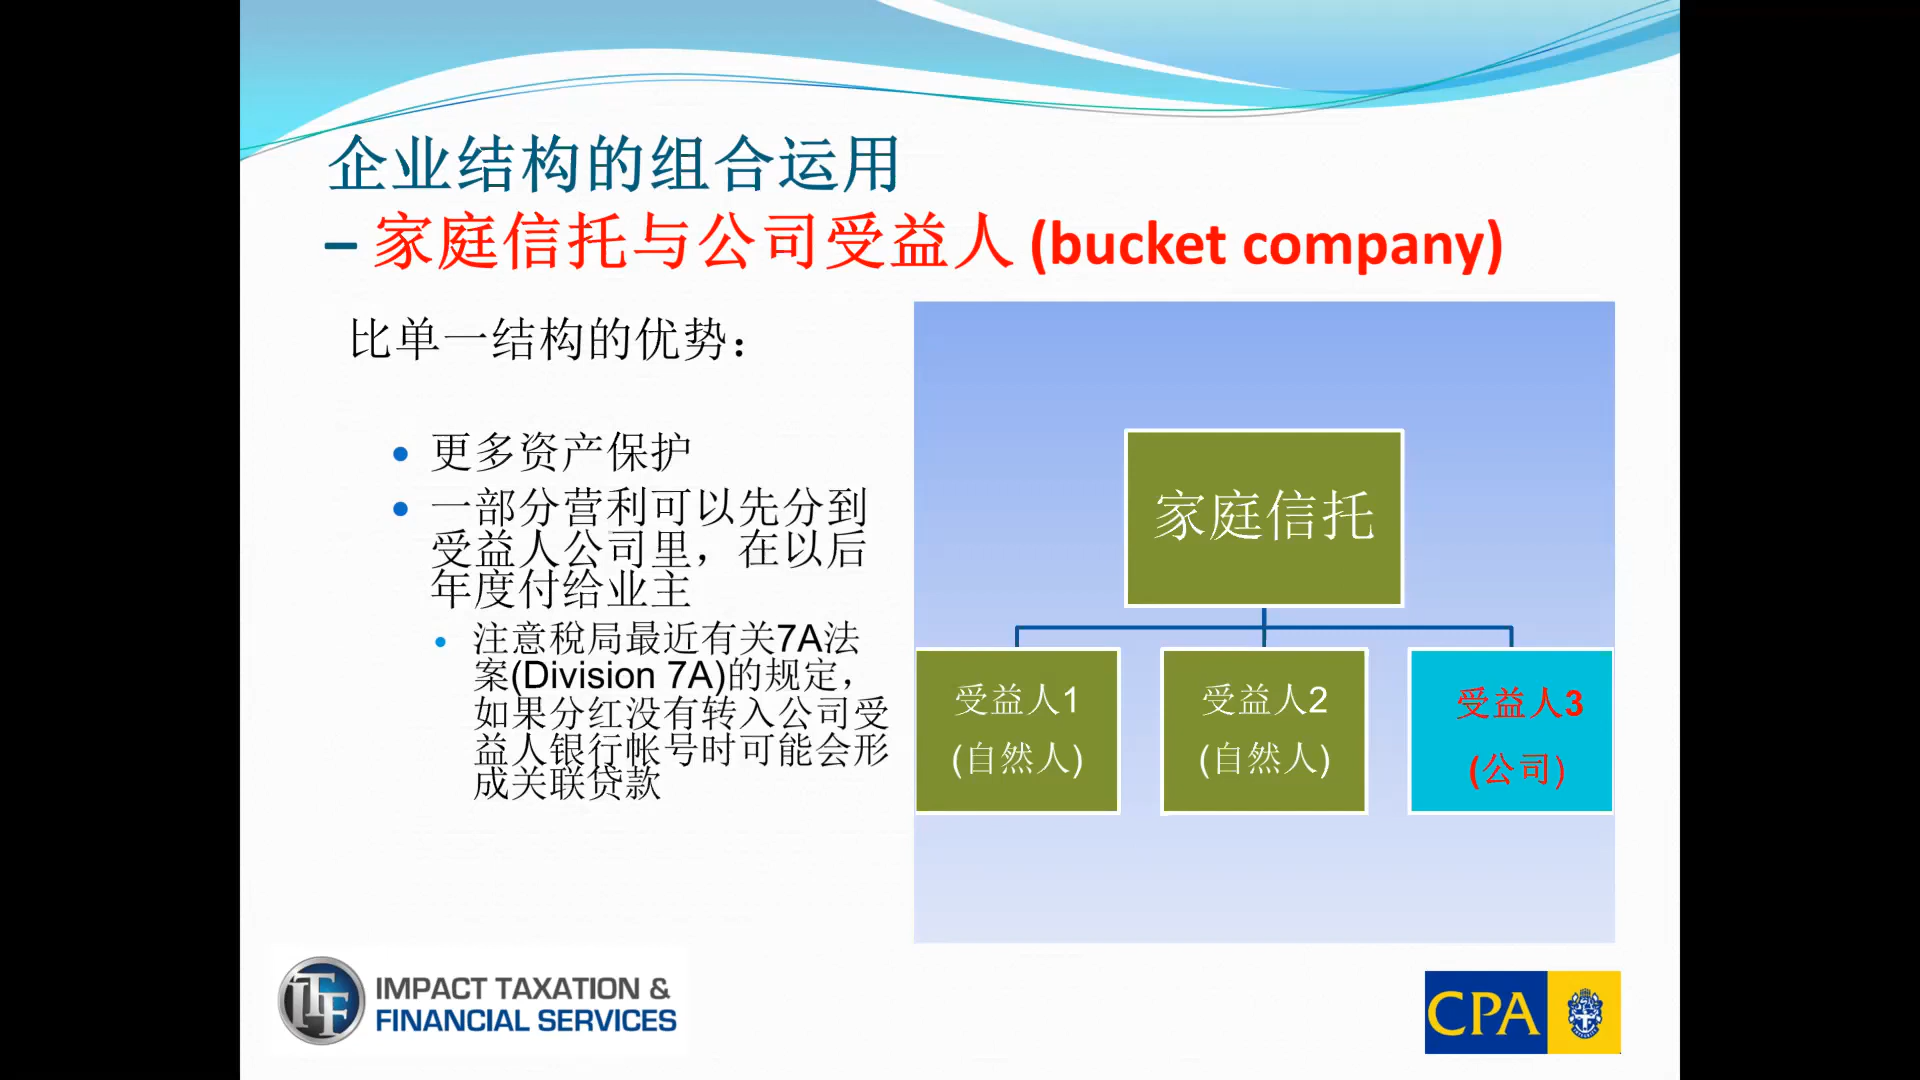 企业结构的组合运用
– 家庭信托与公司受益人 (bucket company)
比单一结构的优势：
• 更多资产保护
• 一部分营利可以先分到
受益人公司里，在以后
年度付给业主
• 注意稅局最近有关7A法
案(Division 7A)的规定，
如果分红没有转入公司受
益人银行帐号时可能会形
成关联贷款
家庭信托
受益人1
(自然人)
受益人2
(自然人)
受益人3
(公司)
ITF
IMPACT TAXATION &
FINANCIAL SERVICES
CPA